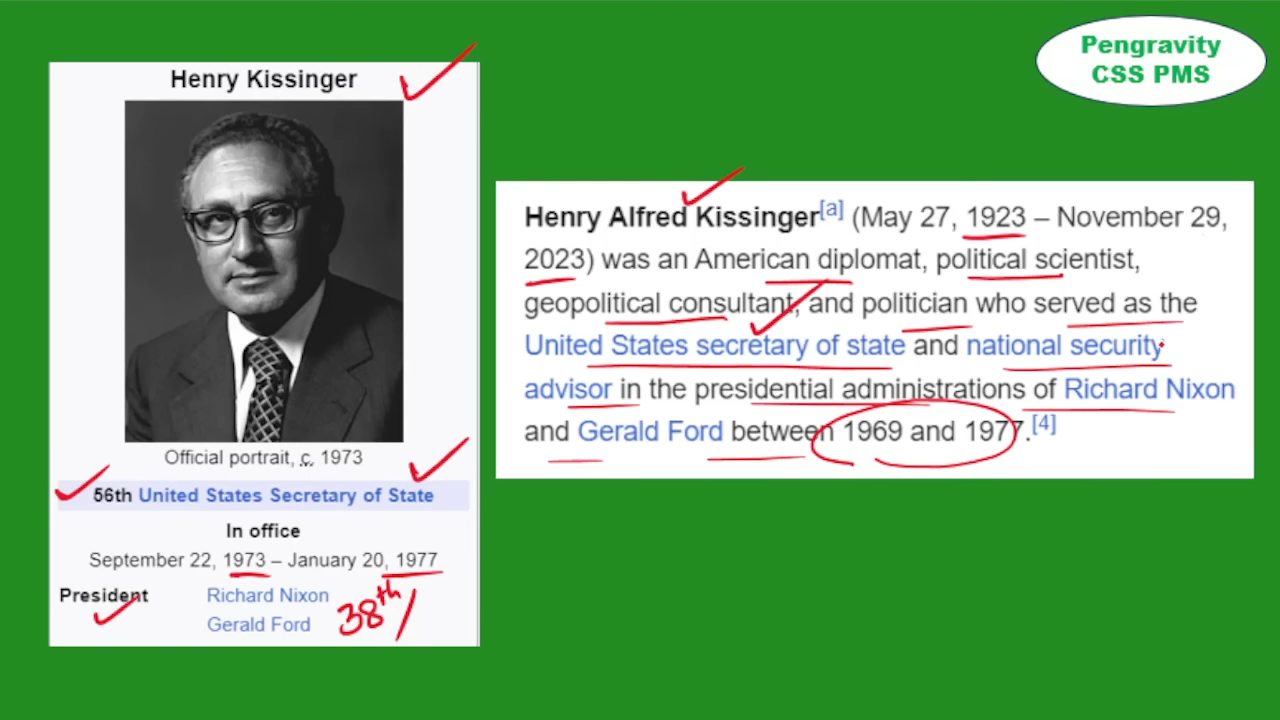 Pengravity
CSS PMS
Henry Kissinger
Official portrait, c. 1973
56th United States Secretary of State
In office
September 22, 1973 – January 20, 1977
President Richard Nixon
Gerald Ford 38th
Henry Alfred Kissinger[a] (May 27, 1923 – November 29,
2023) was an American diplomat, political scientist,
geopolitical consultant, and politician who served as the
United States secretary of state and national security
advisor in the presidential administrations of Richard Nixon
and Gerald Ford between 1969 and 1977.[4]